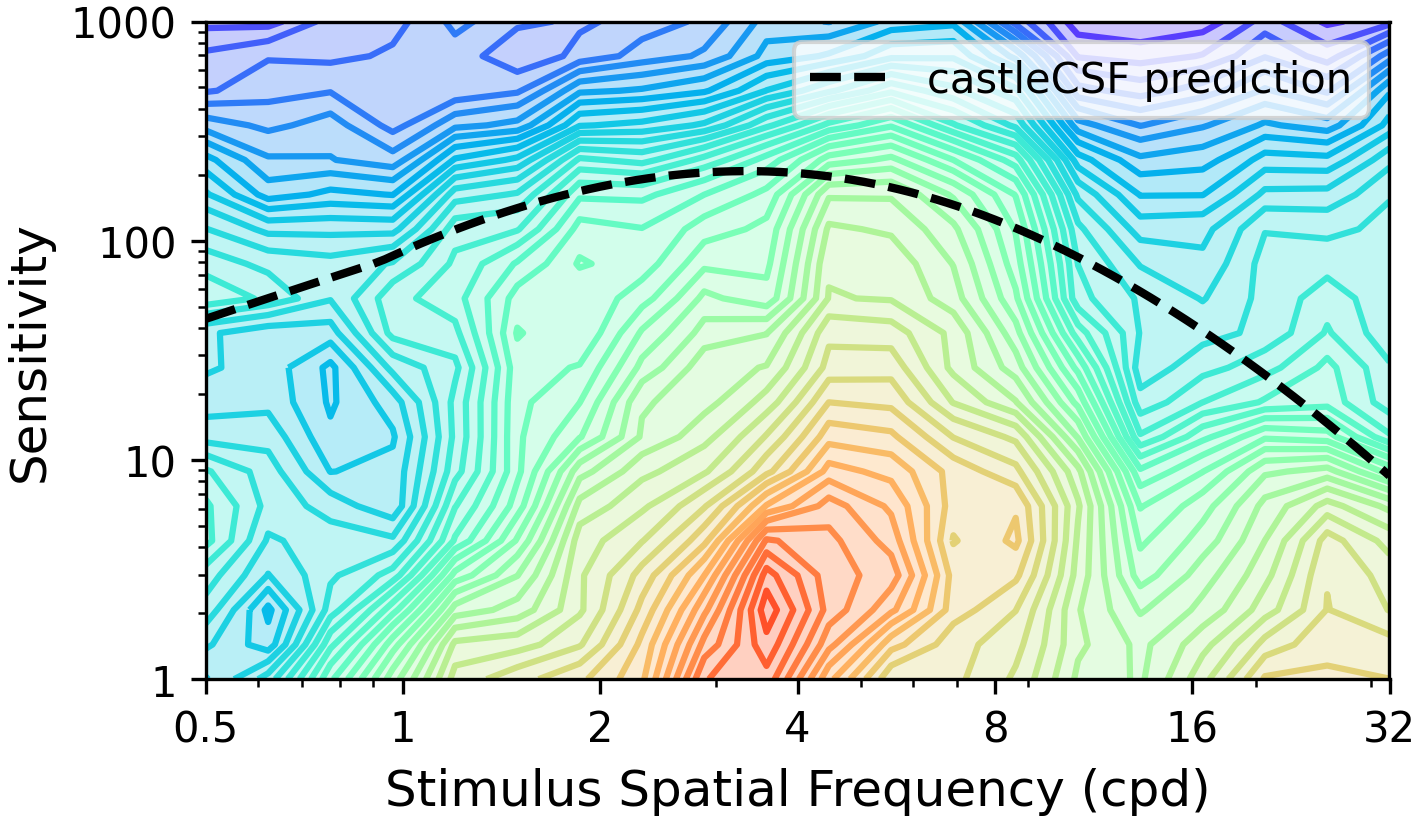 1000
100
10
1
Sensitivity
castleCSF prediction
0.5 1 2 4 8 16 32
Stimulus Spatial Frequency (cpd)